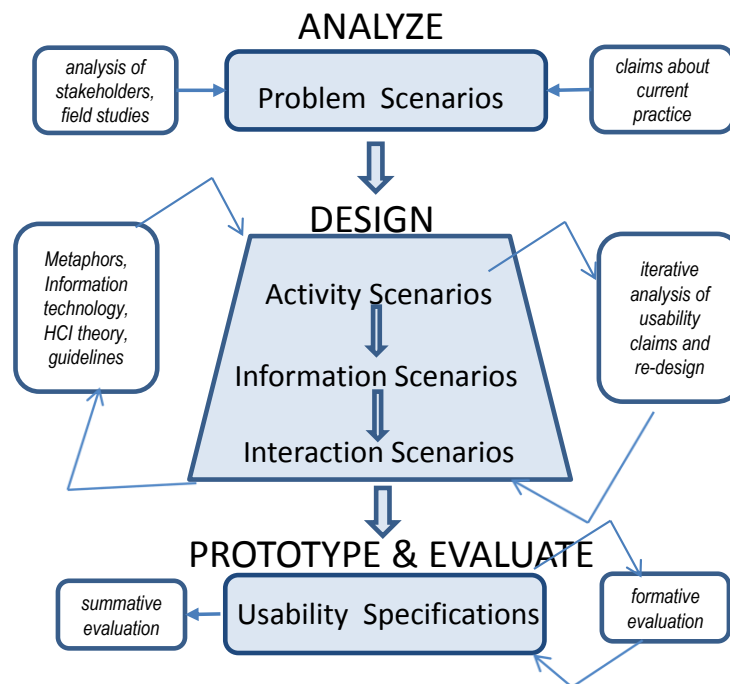 ANALYZE
analysis of
stakeholders,
field studies
Problem Scenarios
claims about
current
practice
DESIGN
Metaphors,
Information
technology,
HCI theory,
guidelines
Activity Scenarios
Information Scenarios
Interaction Scenarios
iterative
analysis of
usability
claims and
re-design
PROTOTYPE & EVALUATE
summative
evaluation
Usability Specifications
formative
evaluation